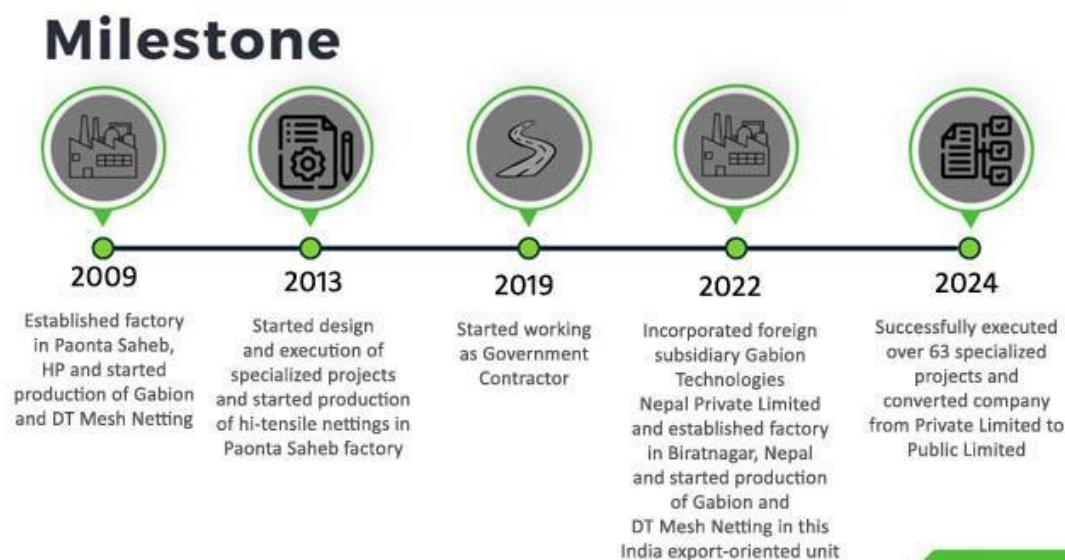 Milestone
2009
Established factory
in Paonta Saheb,
HP and started
production of Gabion
and DT Mesh Netting
2013
Started design
and execution of
specialized projects
and started production
of hi-tensile nettings in
Paonta Saheb factory
2019
Started working
as Government
Contractor
2022
Incorporated foreign
subsidiary Gabion
Technologies
Nepal Private Limited
and established factory
in Biratnagar, Nepal
and started production
of Gabion and
DT Mesh Netting in this
India export-oriented unit
2024
Successfully executed
over 63 specialized
projects and
converted company
from Private Limited to
Public Limited